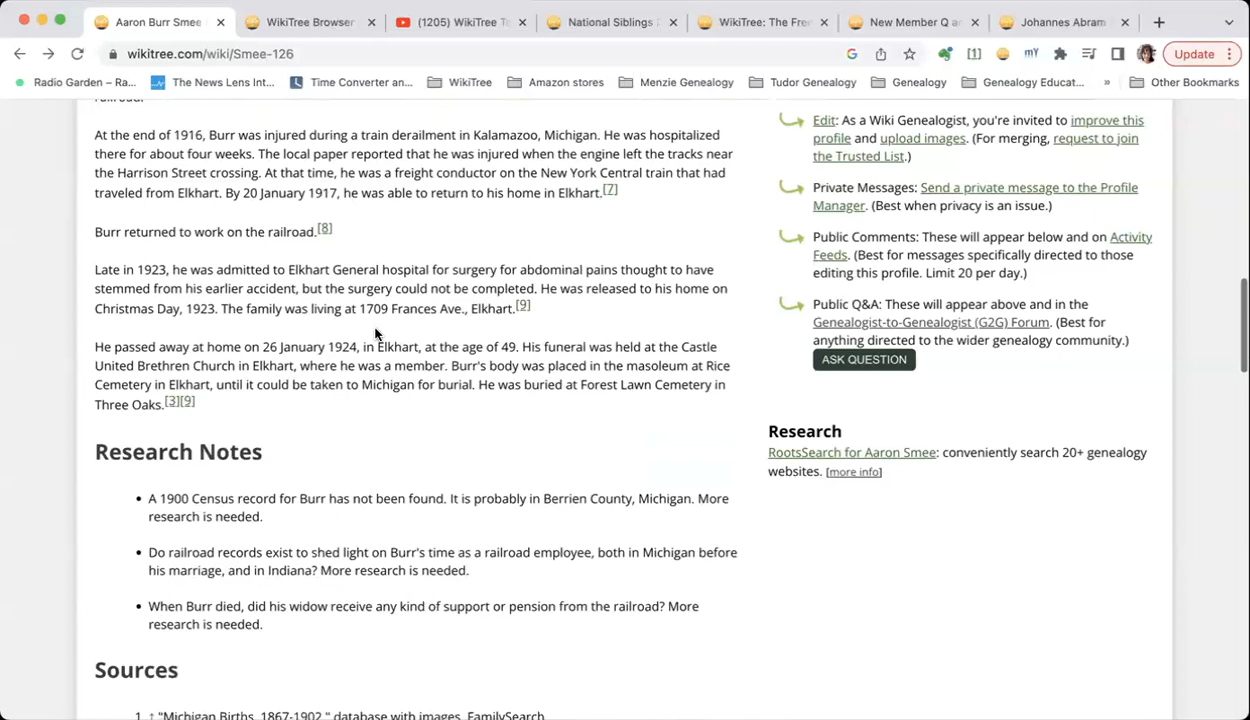 Aaron Burr Smee
WikiTree Browser
(1205) WikiTree T
National Siblings
WikiTree: The Fre
New Member Q a
Johannes Abram
wikitree.com/wiki/Smee-126
Update
Radio Garden – Ra...
The News Lens Int...
Time Converter an...
WikiTree
Amazon stores
Menzie Genealogy
Tudor Genealogy
Genealogy
Genealogy Educat...
»
Other Bookmarks
railroad.
At the end of 1916, Burr was injured during a train derailment in Kalamazoo, Michigan. He was hospitalized
there for about four weeks. The local paper reported that he was injured when the engine left the tracks near
the Harrison Street crossing. At that time, he was a freight conductor on the New York Central train that had
traveled from Elkhart. By 20 January 1917, he was able to return to his home in Elkhart.[7]
Burr returned to work on the railroad.[8]
Late in 1923, he was admitted to Elkhart General hospital for surgery for abdominal pains thought to have
stemmed from his earlier accident, but the surgery could not be completed. He was released to his home on
Christmas Day, 1923. The family was living at 1709 Frances Ave., Elkhart.[9]
He passed away at home on 26 January 1924, in Elkhart, at the age of 49. His funeral was held at the Castle
United Brethren Church in Elkhart, where he was a member. Burr's body was placed in the masoleum at Rice
Cemetery in Elkhart, until it could be taken to Michigan for burial. He was buried at Forest Lawn Cemetery in
Three Oaks.[3][9]
Research Notes
• A 1900 Census record for Burr has not been found. It is probably in Berrien County, Michigan. More
research is needed.
• Do railroad records exist to shed light on Burr's time as a railroad employee, both in Michigan before
his marriage, and in Indiana? More research is needed.
• When Burr died, did his widow receive any kind of support or pension from the railroad? More
research is needed.
Sources
1. ↑ "Michigan Births, 1867-1902," database with images, FamilySearch
Edit: As a Wiki Genealogist, you're invited to improve this
profile and upload images. (For merging, request to join
the Trusted List.)
Private Messages: Send a private message to the Profile
Manager. (Best when privacy is an issue.)
Public Comments: These will appear below and on Activity
Feeds. (Best for messages specifically directed to those
editing this profile. Limit 20 per day.)
Public Q&A: These will appear above and in the
Genealogist-to-Genealogist (G2G) Forum. (Best for
anything directed to the wider genealogy community.)
ASK QUESTION
Research
RootsSearch for Aaron Smee: conveniently search 20+ genealogy
websites. [more info]